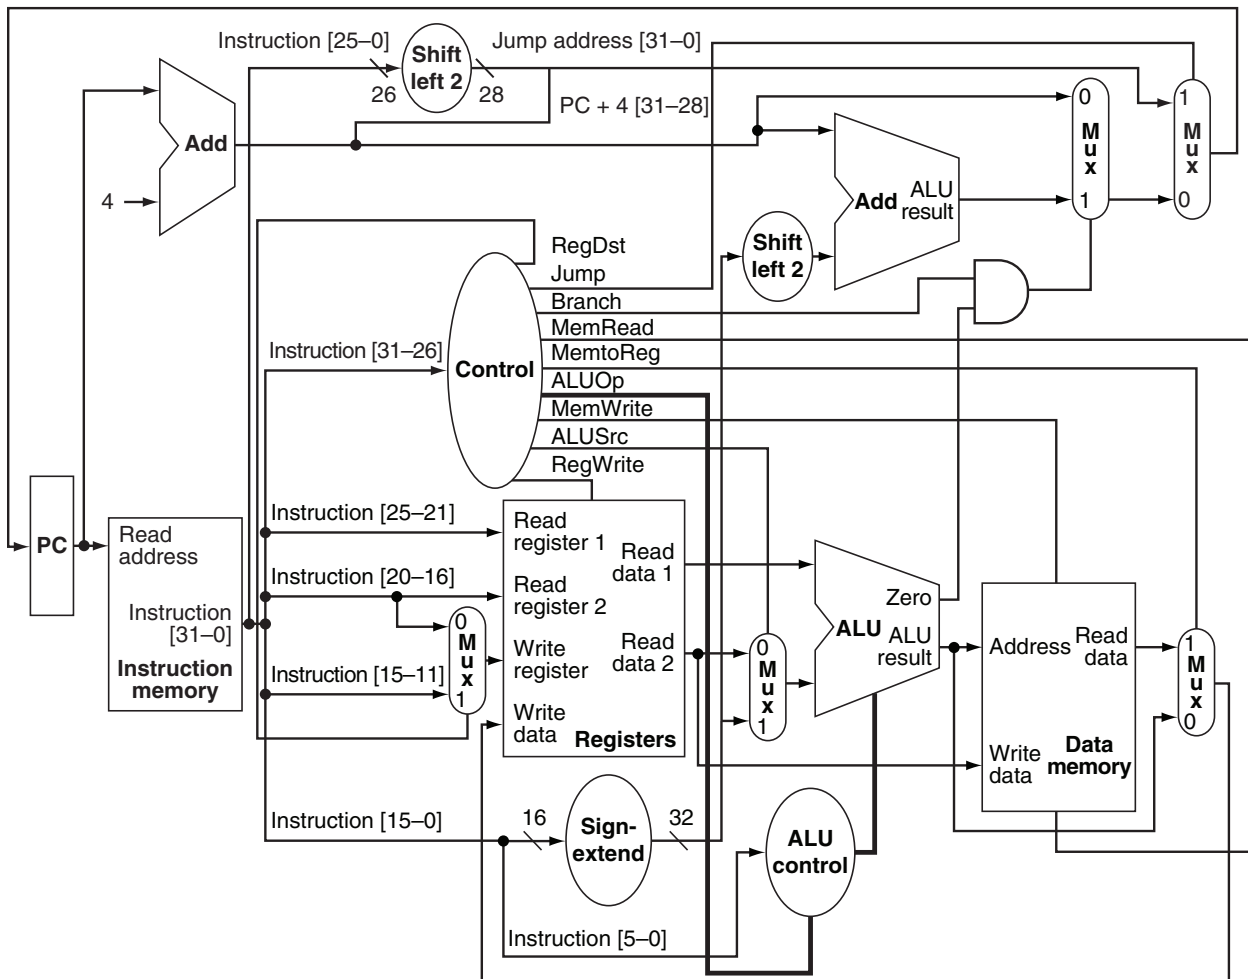 Instruction [25–0]
Shift
left 2
Jump address [31–0]
26
28
PC + 4 [31–28]
Add
4
0
M
u
x
1
1
M
u
x
0
Add
ALU
result
Shift
left 2
RegDst
Jump
Branch
MemRead
MemtoReg
ALUOp
MemWrite
ALUSrc
RegWrite
Instruction [31–26]
Control
PC
Read
address
Instruction
[31–0]
Instruction
memory
Instruction [25–21]
Instruction [20–16]
Instruction [15–11]
0
M
u
x
1
Read
register 1
Read
register 2
Write
register
Write
data
Read
data 1
Read
data 2
Registers
0
M
u
x
1
Zero
ALU
ALU
result
Address
Read
data
Write
data
Data
memory
1
M
u
x
0
Instruction [15–0]
16
Sign-
extend
32
ALU
control
Instruction [5–0]